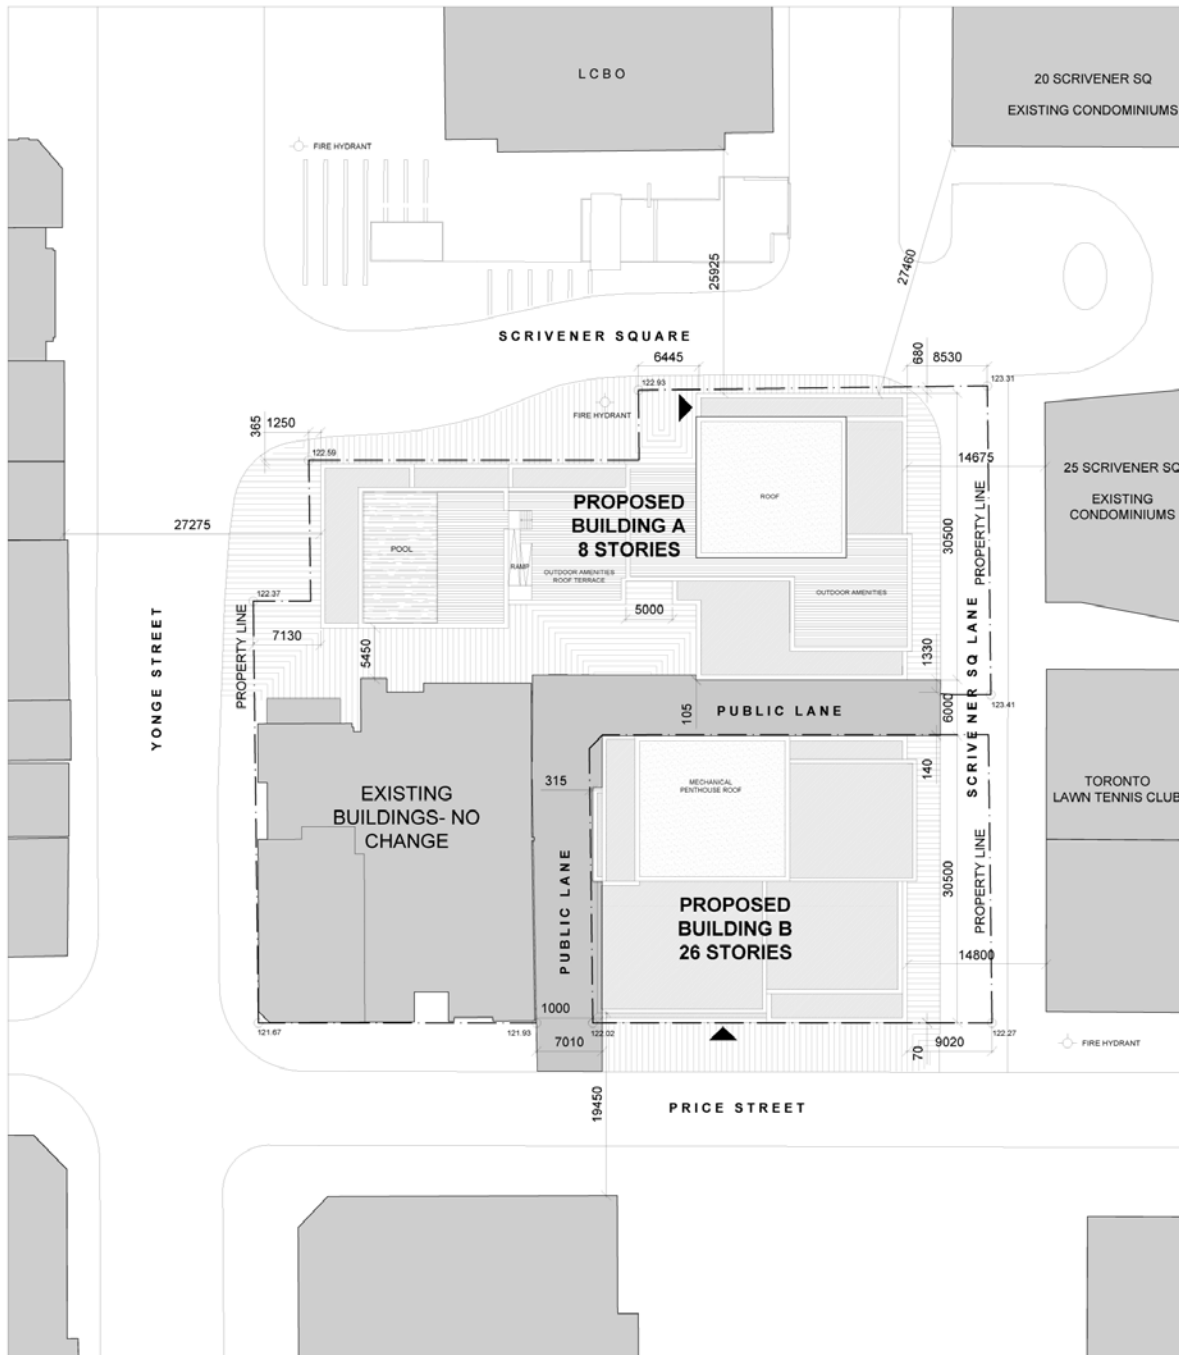 LCBO
20 SCRIVENER SQ
EXISTING CONDOMINIUMS
FIRE HYDRANT
25925
27460
SCRIVENER SQUARE
6445
680
8530
122.93
123.31
FIRE HYDRANT
365
1250
122.59
14675
25 SCRIVENER SQ
EXISTING
CONDOMINIUMS
PROPOSED
BUILDING A
8 STORIES
ROOF
27275
POOL
RAMP
OUTDOOR AMENITIES
ROOF TERRACE
30500
PROPERTY LINE
OUTDOOR AMENITIES
122.37
5000
7130
5450
PROPERTY LINE
YONGE STREET
1330
6000
123.41
105
PUBLIC LANE
SCRIVENER SQ LANE
140
315
MECHANICAL
PENTHOUSE ROOF
EXISTING
BUILDINGS- NO
CHANGE
TORONTO
LAWN TENNIS CLUB
PUBLIC LANE
30500
PROPERTY LINE
PROPOSED
BUILDING B
26 STORIES
14800
1000
121.67
121.93
122.02
122.27
7010
70
9020
FIRE HYDRANT
19450
PRICE STREET